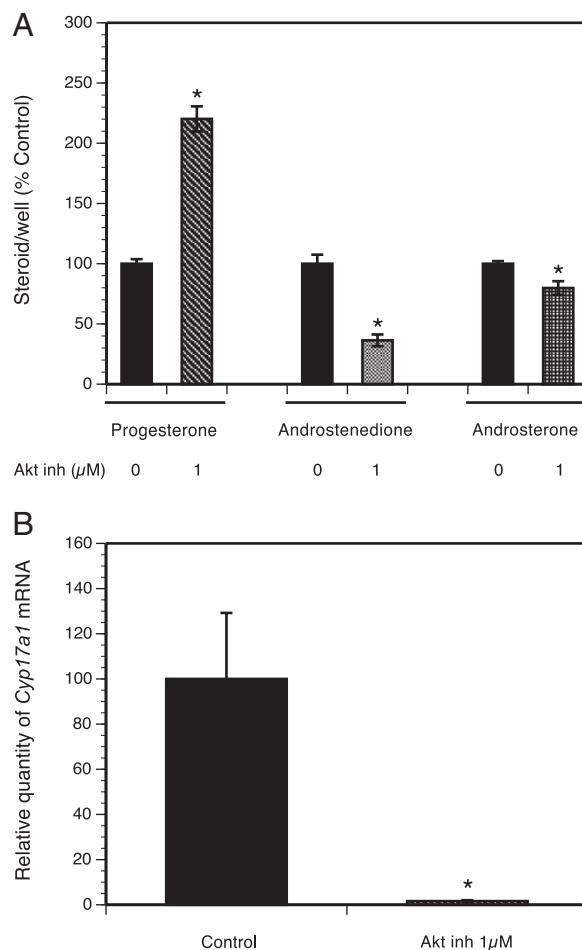 A
Steroid/well (% Control)
300
250
200
150
100
50
0
*
*
*
Progesterone
Androstenedione
Androsterone
Akt inh (µM)
0
1
0
1
0
1
B
Relative quantity of Cyp17a1 mRNA
160
140
120
100
80
60
40
20
0
*
Control
Akt inh 1µM